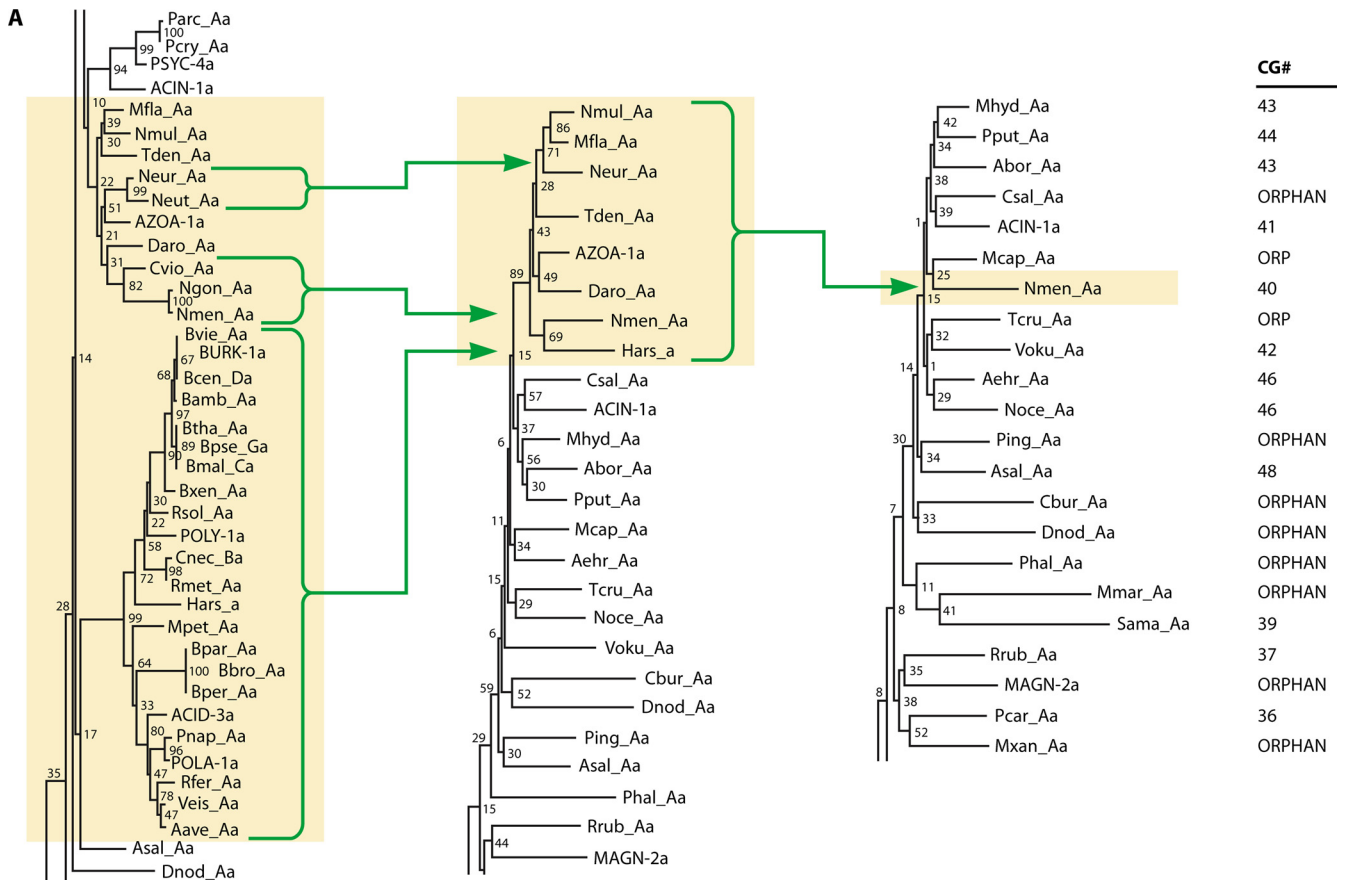 A
Parc_Aa
100
Pcry_Aa
99
PSYC-4a
94
ACIN-1a
10
Mfla_Aa
39
Nmul_Aa
30
Tden_Aa
Neur_Aa
22
99
Neut_Aa
51
AZOA-1a
21
Daro_Aa
31
Cvio_Aa
82
Ngon_Aa
100
Nmen_Aa
Bvie_Aa
BURK-1a
67
14
68
Bcen_Da
Bamb_Aa
97
Btha_Aa
89
Bpse_Ga
90
Bmal_Ca
Bxen_Aa
30
Rsol_Aa
22
POLY-1a
58
Cnec_Ba
98
72
Rmet_Aa
28
Hars_a
99
Mpet_Aa
Bpar_Aa
64
100
Bbro_Aa
Bper_Aa
33
ACID-3a
80
17
Pnap_Aa
96
POLA-1a
47
35
Rfer_Aa
78
Veis_Aa
47
Aave_Aa
Asal_Aa
Dnod_Aa
Nmul_Aa
86
Mfla_Aa
71
Neur_Aa
28
Tden_Aa
43
AZOA-1a
89
49
Daro_Aa
Nmen_Aa
69
Hars_a
15
Csal_Aa
57
ACIN-1a
37
Mhyd_Aa
6
56
Abor_Aa
30
Pput_Aa
11
Mcap_Aa
34
Aehr_Aa
15
Tcru_Aa
29
Noce_Aa
6
Voku_Aa
Cbur_Aa
59
52
Dnod_Aa
29
Ping_Aa
30
Asal_Aa
Phal_Aa
15
Rrub_Aa
44
MAGN-2a
CG#
Mhyd_Aa 43
42
Pput_Aa 44
34
Abor_Aa 43
38
Csal_Aa ORPHAN
39
1
ACIN-1a 41
Mcap_Aa ORP
25
Nmen_Aa 40
15
Tcru_Aa ORP
32
Voku_Aa 42
14
1
Aehr_Aa 46
29
Noce_Aa 46
30
Ping_Aa ORPHAN
34
Asal_Aa 48
Cbur_Aa ORPHAN
7
33
Dnod_Aa ORPHAN
Phal_Aa ORPHAN
11
Mmar_Aa ORPHAN
8
41
Sama_Aa 39
Rrub_Aa 37
35
MAGN-2a ORPHAN
8
38
Pcar_Aa 36
52
Mxan_Aa ORPHAN